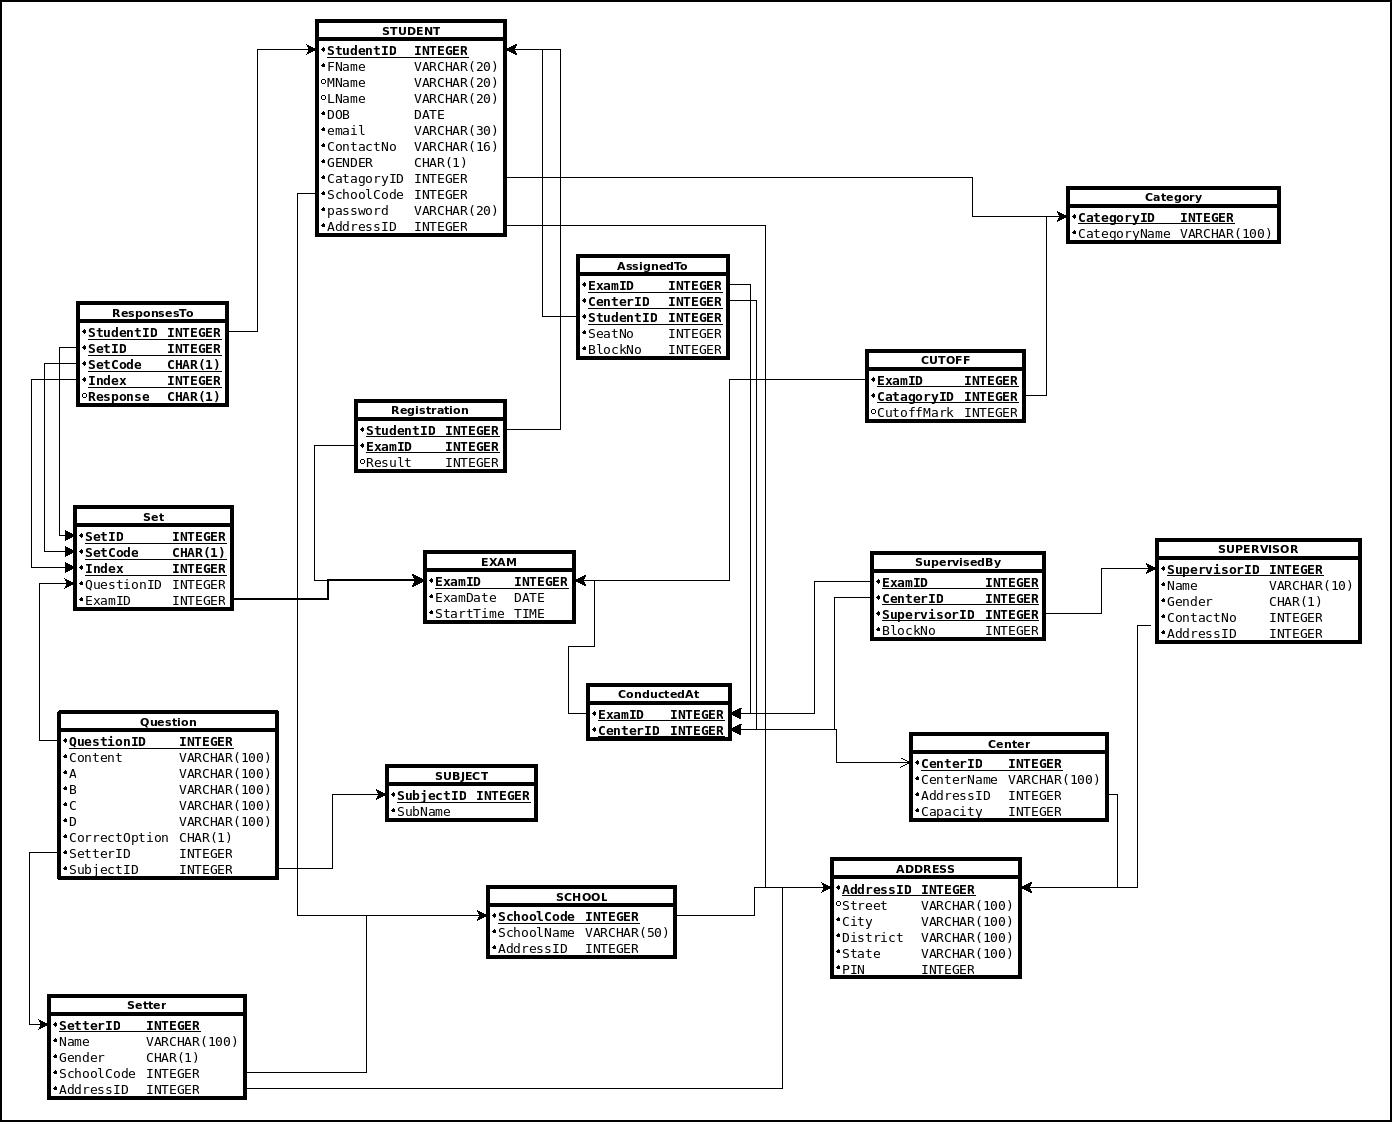 STUDENT
StudentID INTEGER
FName VARCHAR(20)
MName VARCHAR(20)
LName VARCHAR(20)
DOB DATE
email VARCHAR(30)
ContactNo VARCHAR(16)
GENDER CHAR(1)
CatagoryID INTEGER
SchoolCode INTEGER
password VARCHAR(20)
AddressID INTEGER
Category
CategoryID INTEGER
CategoryName VARCHAR(100)
AssignedTo
ExamID INTEGER
CenterID INTEGER
StudentID INTEGER
SeatNo INTEGER
BlockNo INTEGER
ResponsesTo
StudentID INTEGER
SetID INTEGER
SetCode CHAR(1)
Index INTEGER
Response CHAR(1)
CUTOFF
ExamID INTEGER
CatagoryID INTEGER
CutoffMark INTEGER
Registration
StudentID INTEGER
ExamID INTEGER
Result INTEGER
Set
SetID INTEGER
SetCode CHAR(1)
Index INTEGER
QuestionID INTEGER
ExamID INTEGER
EXAM
ExamID INTEGER
ExamDate DATE
StartTime TIME
SupervisedBy
ExamID INTEGER
CenterID INTEGER
SupervisorID INTEGER
BlockNo INTEGER
SUPERVISOR
SupervisorID INTEGER
Name VARCHAR(10)
Gender CHAR(1)
ContactNo INTEGER
AddressID INTEGER
ConductedAt
ExamID INTEGER
CenterID INTEGER
Question
QuestionID INTEGER
Content VARCHAR(100)
A VARCHAR(100)
B VARCHAR(100)
C VARCHAR(100)
D VARCHAR(100)
CorrectOption CHAR(1)
SetterID INTEGER
SubjectID INTEGER
Center
CenterID INTEGER
CenterName VARCHAR(100)
AddressID INTEGER
Capacity INTEGER
SUBJECT
SubjectID INTEGER
SubName
ADDRESS
AddressID INTEGER
Street VARCHAR(100)
City VARCHAR(100)
District VARCHAR(100)
State VARCHAR(100)
PIN INTEGER
SCHOOL
SchoolCode INTEGER
SchoolName VARCHAR(50)
AddressID INTEGER
Setter
SetterID INTEGER
Name VARCHAR(100)
Gender CHAR(1)
SchoolCode INTEGER
AddressID INTEGER